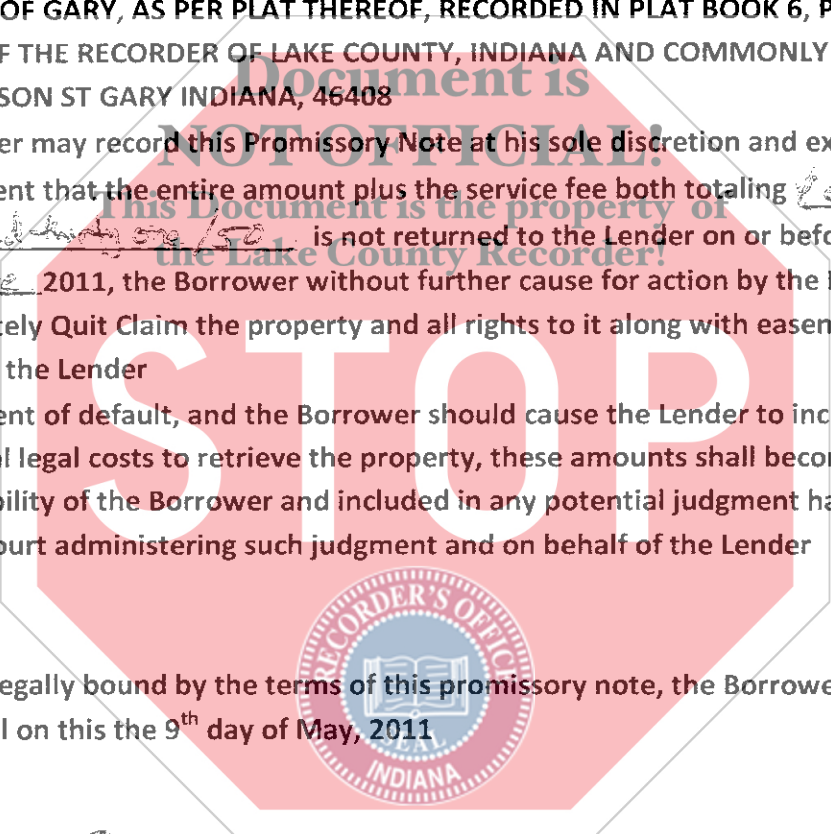 OF GARY, AS PER PLAT THEREOF, RECORDED IN PLAT BOOK 6, P
F THE RECORDER OF LAKE COUNTY, INDIANA AND COMMONLY
Document is
SON ST GARY INDIANA, 46408
er may record this Promissory Note at his sole discretion and ex
NOT OFFICIAL!
ent that the entire amount plus the service fee both totaling
This Document is the property of
is not returned to the Lender on or befo
the Lake County Recorder!
2011, the Borrower without further cause for action by the
tely Quit Claim the property and all rights to it along with easen
the Lender
STOP
ent of default, and the Borrower should cause the Lender to inc
l legal costs to retrieve the property, these amounts shall becor
bility of the Borrower and included in any potential judgment ha
ourt administering such judgment and on behalf of the Lender
RECORDER'S OFFICE
SEAL
INDIANA
egally bound by the terms of this promissory note, the Borrowe
l on this the 9th day of May, 2011